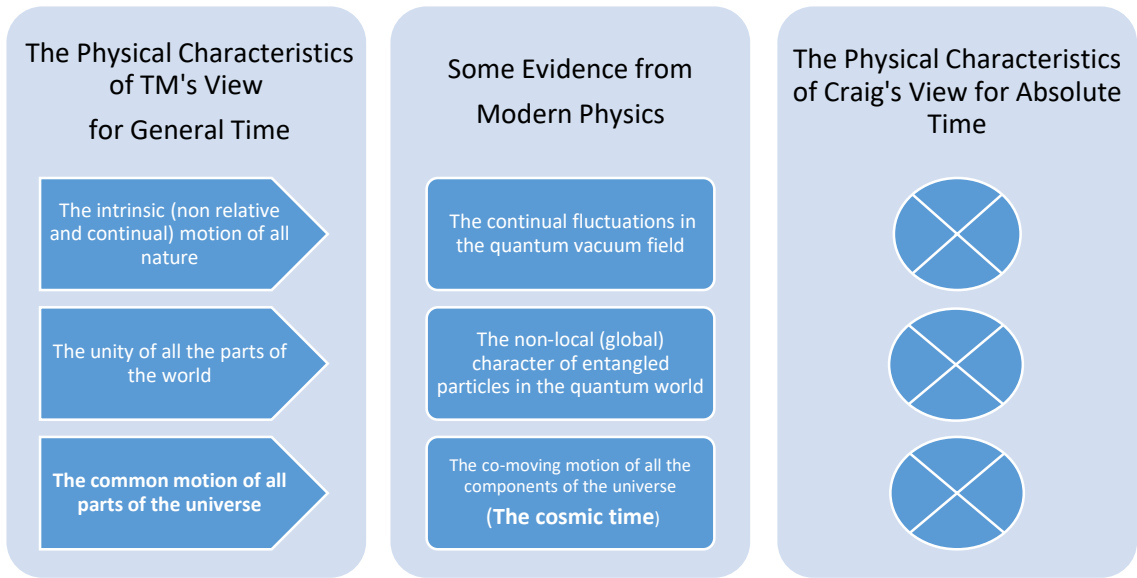 The Physical Characteristics
of TM's View
for General Time
The intrinsic (non relative
and continual) motion of all
nature
The unity of all the parts of
the world
The common motion of all
parts of the universe
Some Evidence from
Modern Physics
The continual fluctuations in
the quantum vacuum field
The non-local (global)
character of entangled
particles in the quantum world
The co-moving motion of all the
components of the universe
(The cosmic time)
The Physical Characteristics
of Craig's View for Absolute
Time